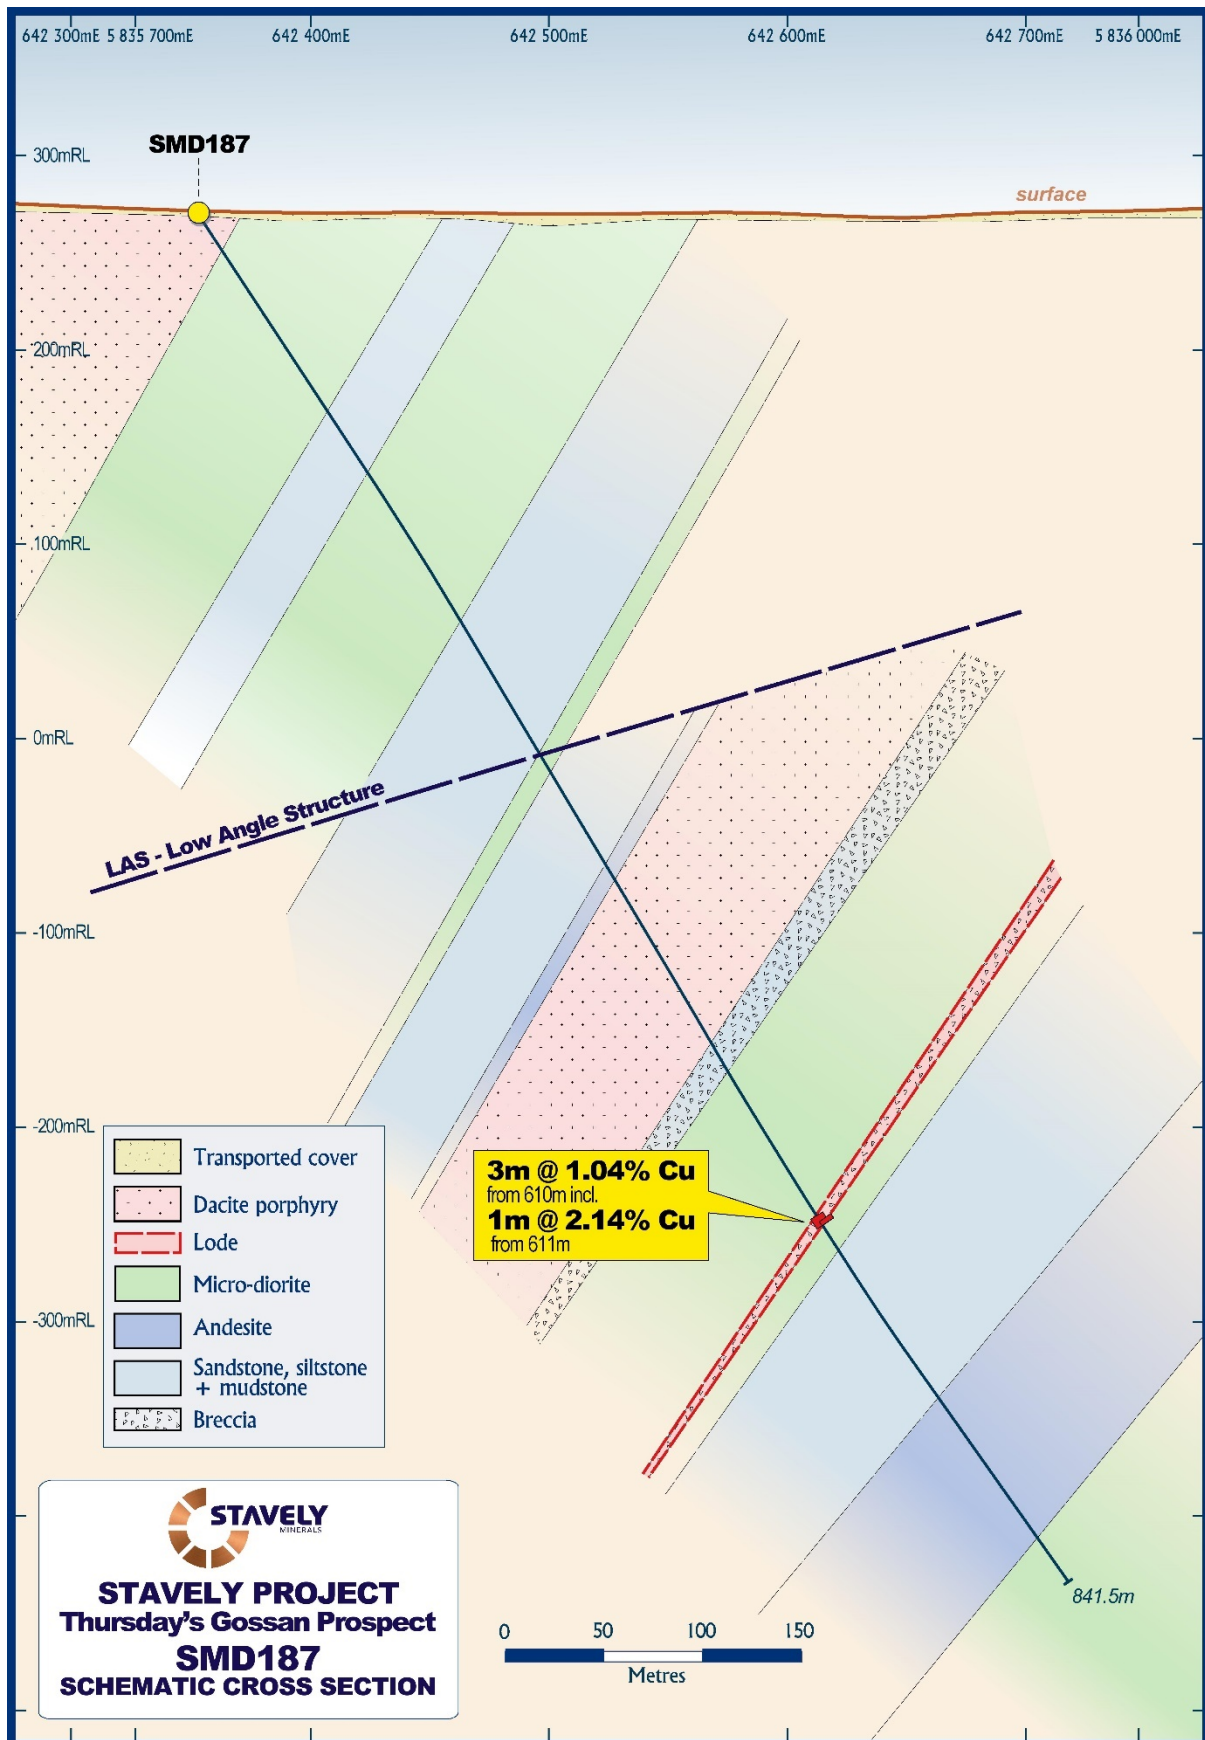 642 300mE 5 835 700mE 642 400mE 642 500mE 642 600mE 642 700mE 5 836 000mE
SMD187
300mRL
surface
200mRL
100mRL
0mRL
LAS - Low Angle Structure
-100mRL
-200mRL
Transported cover
Dacite porphyry
Lode
Micro-diorite
Andesite
Sandstone, siltstone
+ mudstone
Breccia
3m @ 1.04% Cu
from 610m incl.
1m @ 2.14% Cu
from 611m
-300mRL
841.5m
STAVELY
MINERALS
STAVELY PROJECT
Thursday's Gossan Prospect
SMD187
SCHEMATIC CROSS SECTION
0 50 100 150
Metres